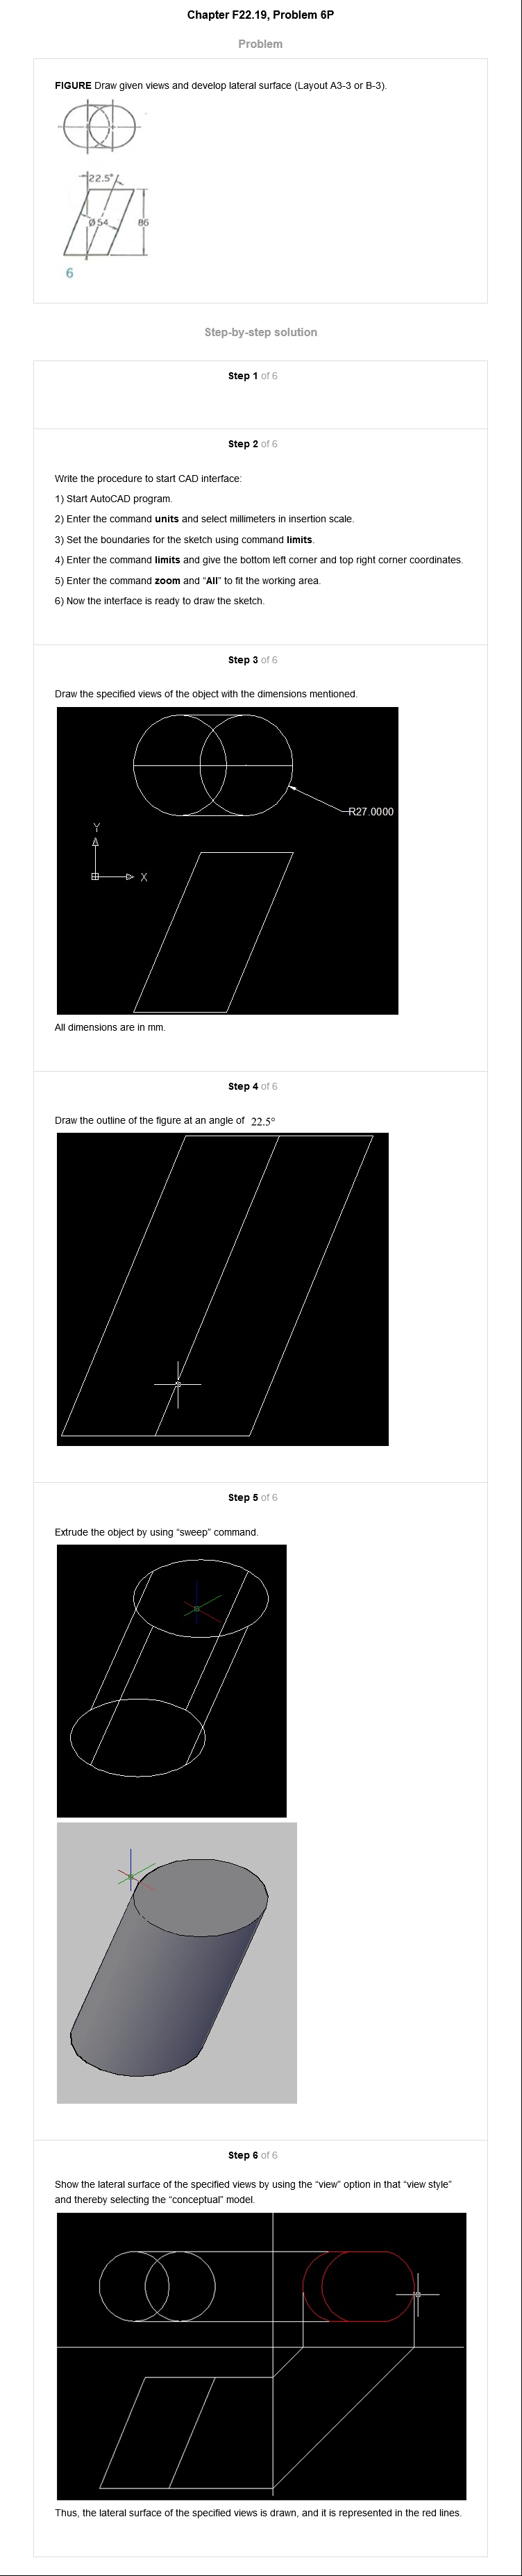 Chapter F22.19, Problem 6P
Problem
FIGURE Draw given views and develop lateral surface (Layout A3-3 or B-3).
22.5°
Ø54
86
6
Step-by-step solution
Step 1 of 6
Step 2 of 6
Write the procedure to start CAD interface:
1) Start AutoCAD program.
2) Enter the command units and select millimeters in insertion scale.
3) Set the boundaries for the sketch using command limits.
4) Enter the command limits and give the bottom left corner and top right corner coordinates.
5) Enter the command zoom and “All” to fit the working area.
6) Now the interface is ready to draw the sketch.
Step 3 of 6
Draw the specified views of the object with the dimensions mentioned.
R27.0000
Y
X
All dimensions are in mm.
Step 4 of 6
Draw the outline of the figure at an angle of 22.5°
Step 5 of 6
Extrude the object by using “sweep” command.
Step 6 of 6
Show the lateral surface of the specified views by using the “view” option in that “view style”
and thereby selecting the “conceptual” model.
Thus, the lateral surface of the specified views is drawn, and it is represented in the red lines.